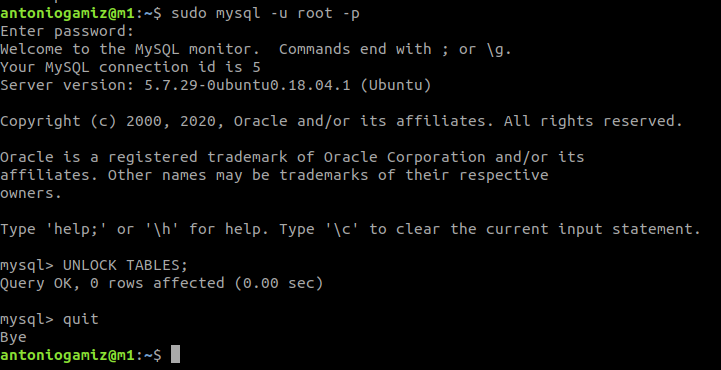 antoniogamiz@m1:~$ sudo mysql -u root -p
Enter password:
Welcome to the MySQL monitor.  Commands end with ; or \g.
Your MySQL connection id is 5
Server version: 5.7.29-0ubuntu0.18.04.1 (Ubuntu)
Copyright (c) 2000, 2020, Oracle and/or its affiliates. All rights reserved.
Oracle is a registered trademark of Oracle Corporation and/or its
affiliates. Other names may be trademarks of their respective
owners.
Type 'help;' or '\h' for help. Type '\c' to clear the current input statement.
mysql> UNLOCK TABLES;
Query OK, 0 rows affected (0.00 sec)
mysql> quit
Bye
antoniogamiz@m1:~$